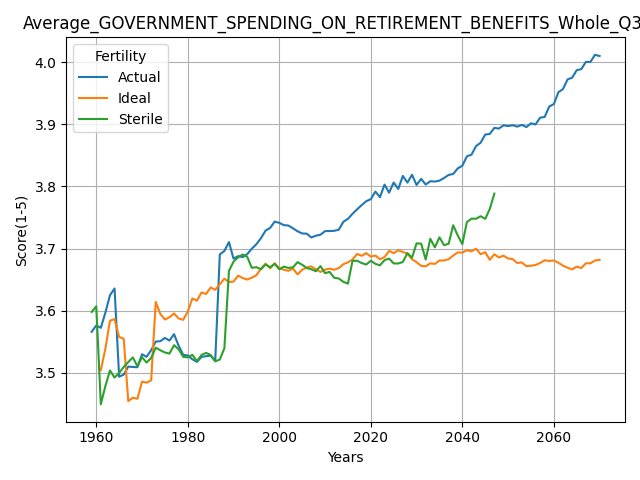 Average_GOVERNMENT_SPENDING_ON_RETIREMENT_BENEFITS_Whole_Q3
Fertility
Actual
Ideal
Sterile
4.0
3.9
3.8
3.7
3.6
3.5
Score(1-5)
1960 1980 2000 2020 2040 2060
Years